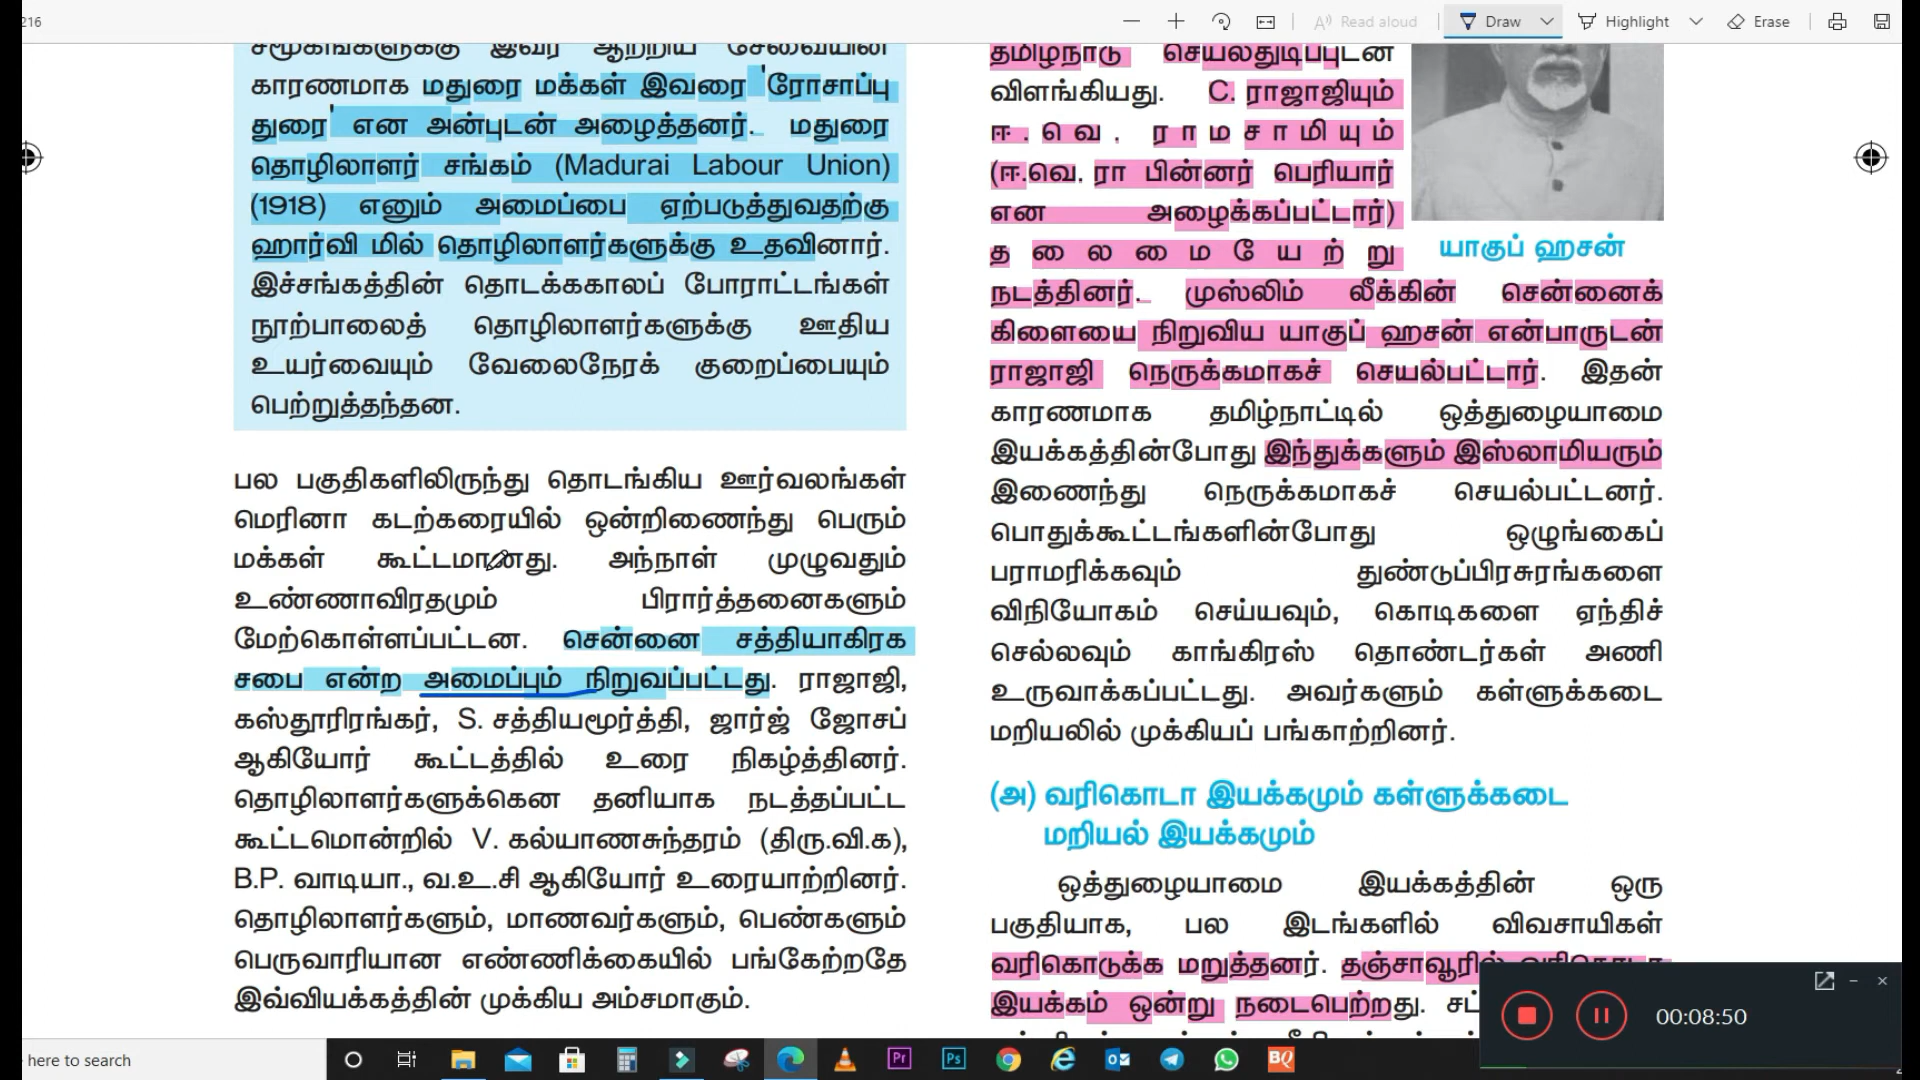 216
Read aloud
Draw
Highlight
Erase
சமூகங்களுக்கு இவர் ஆற்றிய சேவையின்
காரணமாக மதுரை மக்கள் இவரை 'ரோசாப்பு
துரை' என அன்புடன் அழைத்தனர். மதுரை
தொழிலாளர் சங்கம் (Madurai Labour Union)
(1918) எனும் அமைப்பை ஏற்படுத்துவதற்கு
ஹார்வி மில் தொழிலாளர்களுக்கு உதவினார்.
இச்சங்கத்தின் தொடக்ககாலப் போராட்டங்கள்
நூற்பாலைத் தொழிலாளர்களுக்கு ஊதிய
உயர்வையும் வேலைநேரக் குறைப்பையும்
பெற்றுத்தந்தன.
பல பகுதிகளிலிருந்து தொடங்கிய ஊர்வலங்கள்
மெரினா கடற்கரையில் ஒன்றிணைந்து பெரும்
மக்கள் கூட்டமானது. அந்நாள் முழுவதும்
உண்ணாவிரதமும் பிரார்த்தனைகளும்
மேற்கொள்ளப்பட்டன. சென்னை சத்தியாகிரக
சபை என்ற அமைப்பும் நிறுவப்பட்டது. ராஜாஜி,
கஸ்தூரிரங்கர், S. சத்தியமூர்த்தி, ஜார்ஜ் ஜோசப்
ஆகியோர் கூட்டத்தில் உரை நிகழ்த்தினர்.
தொழிலாளர்களுக்கென தனியாக நடத்தப்பட்ட
கூட்டமொன்றில் V. கல்யாணசுந்தரம் (திரு.வி.க),
B.P. வாடியா., வ.உ.சி ஆகியோர் உரையாற்றினர்.
தொழிலாளர்களும், மாணவர்களும், பெண்களும்
பெருவாரியான எண்ணிக்கையில் பங்கேற்றதே
இவ்வியக்கத்தின் முக்கிய அம்சமாகும்.
தமிழ்நாடு செயல்துடிப்புடன்
விளங்கியது. C. ராஜாஜியும்
ஈ.வெ. ராமசாமியும்
(ஈ.வெ. ரா பின்னர் பெரியார்
என அழைக்கப்பட்டார்)
தலைமையேற்று
நடத்தினர். முஸ்லிம் லீக்கின் சென்னைக்
கிளையை நிறுவிய யாகுப் ஹசன் என்பாருடன்
ராஜாஜி நெருக்கமாகச் செயல்பட்டார். இதன்
காரணமாக தமிழ்நாட்டில் ஒத்துழையாமை
இயக்கத்தின்போது இந்துக்களும் இஸ்லாமியரும்
இணைந்து நெருக்கமாகச் செயல்பட்டனர்.
பொதுக்கூட்டங்களின்போது ஒழுங்கைப்
பராமரிக்கவும் துண்டுப்பிரசுரங்களை
விநியோகம் செய்யவும், கொடிகளை ஏந்திச்
செல்லவும் காங்கிரஸ் தொண்டர்கள் அணி
உருவாக்கப்பட்டது. அவர்களும் கள்ளுக்கடை
மறியலில் முக்கியப் பங்காற்றினர்.
யாகுப் ஹசன்
(அ) வரிகொடா இயக்கமும் கள்ளுக்கடை
மறியல் இயக்கமும்
ஒத்துழையாமை இயக்கத்தின் ஒரு
பகுதியாக, பல இடங்களில் விவசாயிகள்
வரிகொடுக்க மறுத்தனர். தஞ்சாவூரில் வரிகொடா
இயக்கம் ஒன்று நடைபெற்றது.
00:08:50
here to search
Pr
Ps
BQ